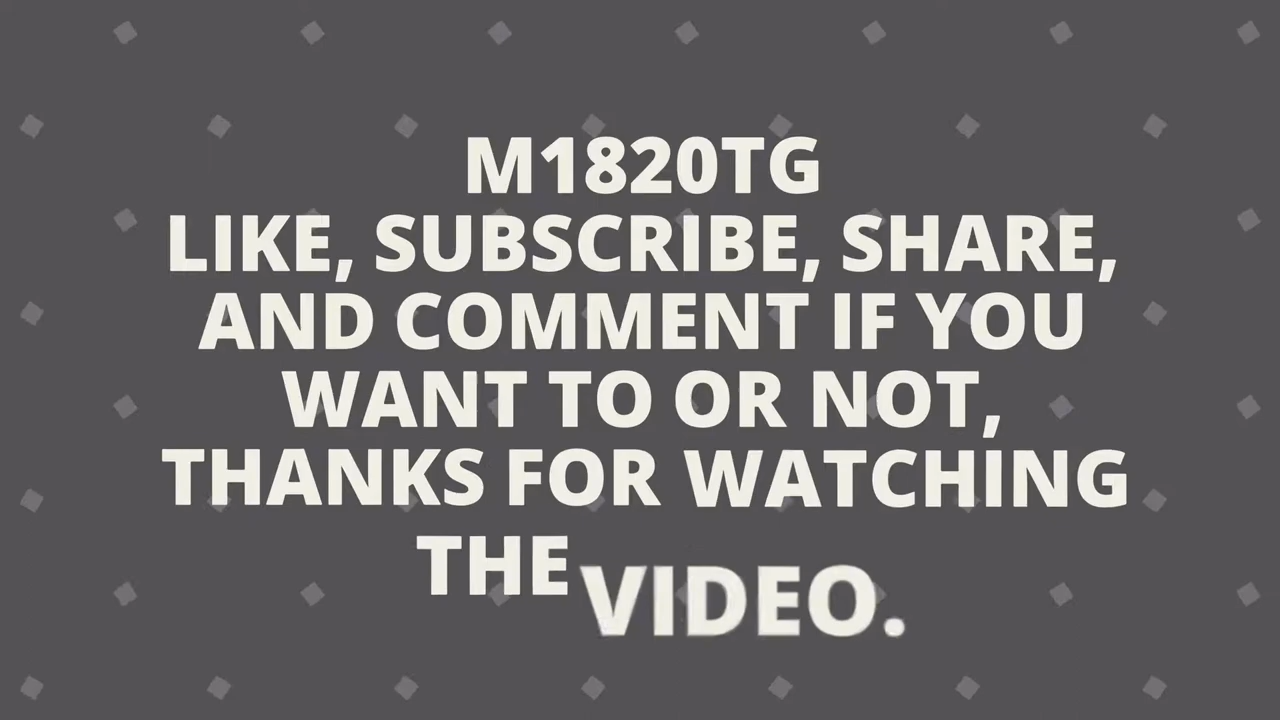 M1820TG
LIKE, SUBSCRIBE, SHARE,
AND COMMENT IF YOU
WANT TO OR NOT,
THANKS FOR WATCHING
THE VIDEO.